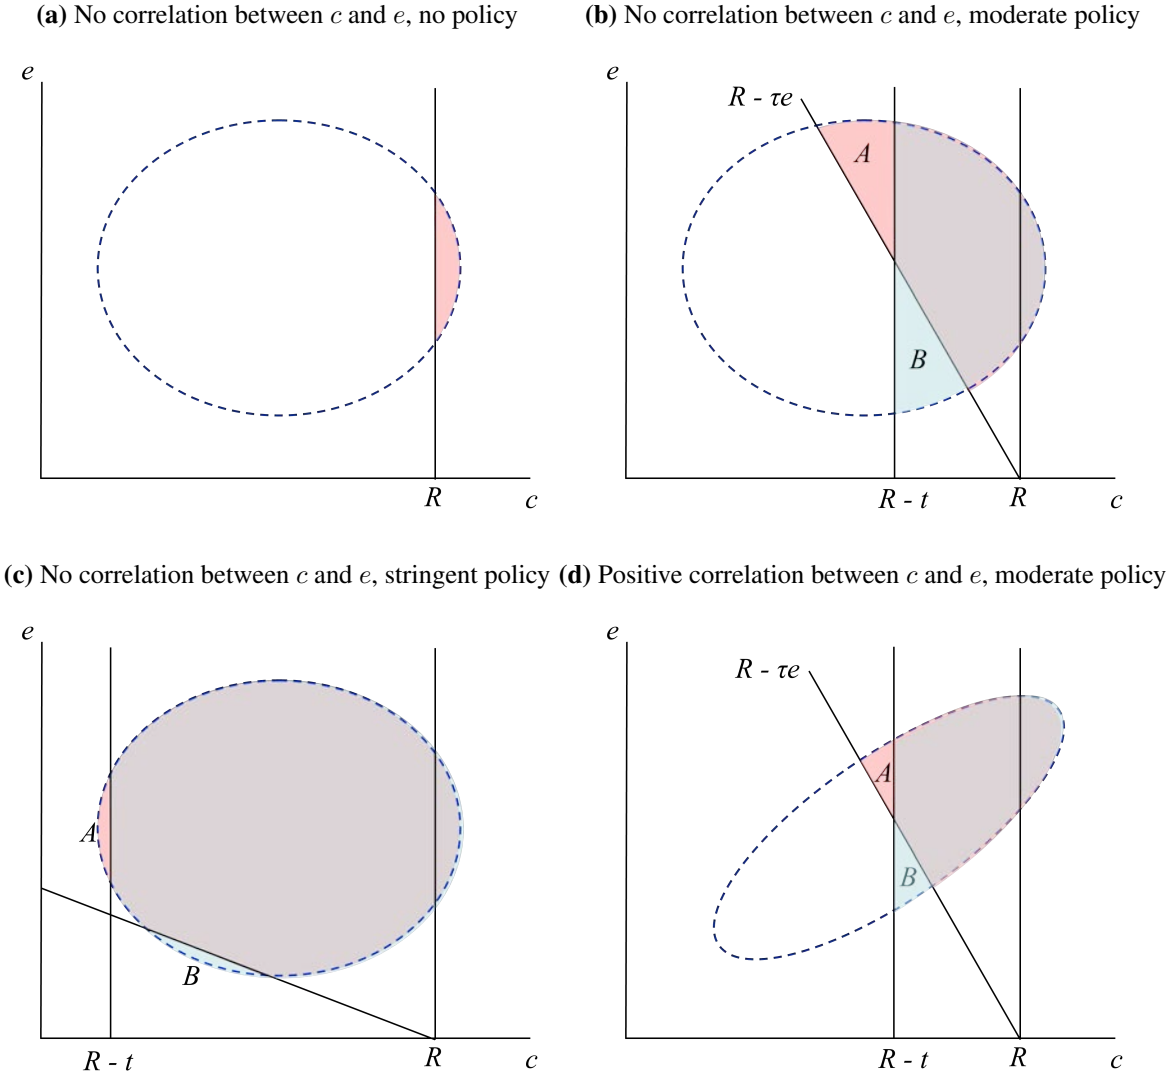 (a) No correlation between c and e, no policy
e
R
c
(b) No correlation between c and e, moderate policy
e
R - τe
A
B
R - t
R
c
(c) No correlation between c and e, stringent policy
e
A
B
R - t
R
c
(d) Positive correlation between c and e, moderate policy
e
R - τe
A
B
R - t
R
c